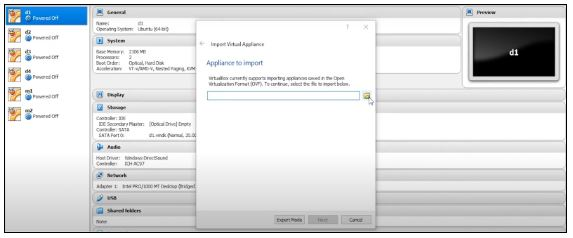 d1
Powered Off
d2
Powered Off
d3
Powered Off
d4
Powered Off
Powered Off
Powered Off
General
Name: d1
Operating System: Ubuntu (64-bit)
System
Base Memory:
Processors: 2
Boot Order: Optical, Hard Disk
Acceleration: VT-x/AMD-V, Nested Paging, KVM
Display
Storage
Controller: IDE
IDE Secondary Master: [Optical Drive] Empty
Controller: SATA
SATA Port 0: d1.vmdk (Normal, 20.00
Audio
Host Driver: Windows DirectSound
Controller: ICH AC97
Network
Adapter 1: Intel PRO/1000 MT Desktop (Bridged
USB
Shared folders
None
? ×
← Import Virtual Appliance
Appliance to import
VirtualBox currently supports importing appliances saved in the Open
Virtualization Format (OVF). To continue, select the file to import below.
Expert Mode Next Cancel
Preview
d1